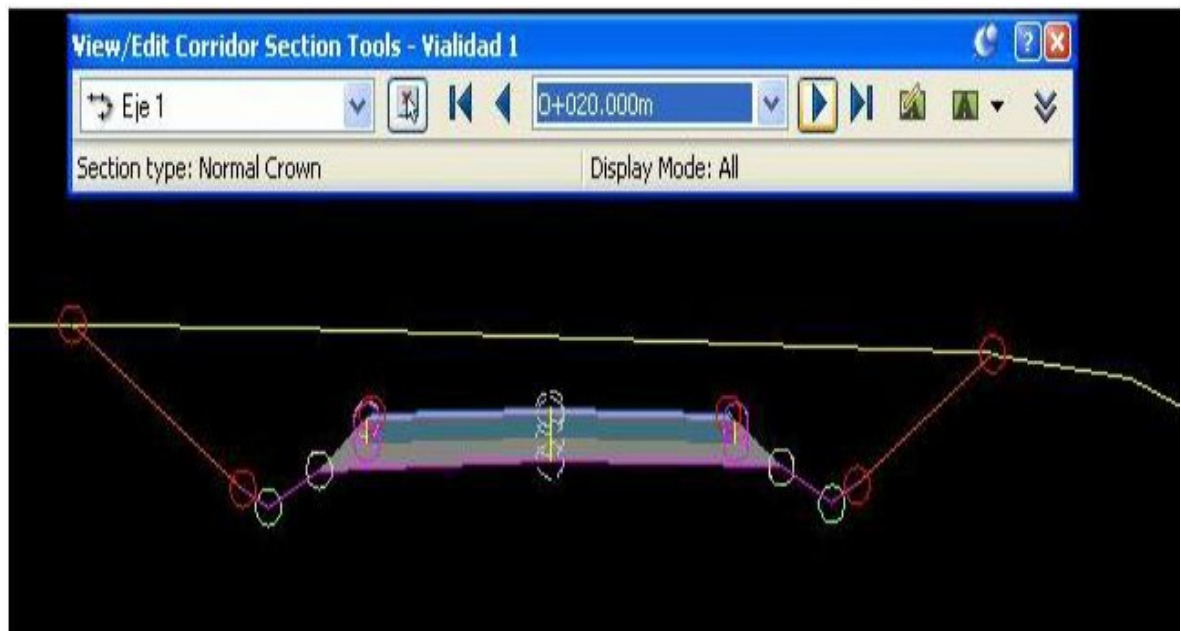 View/Edit Corridor Section Tools - Vialidad 1
Eje 1
0+020.000m
Section type: Normal Crown
Display Mode: All